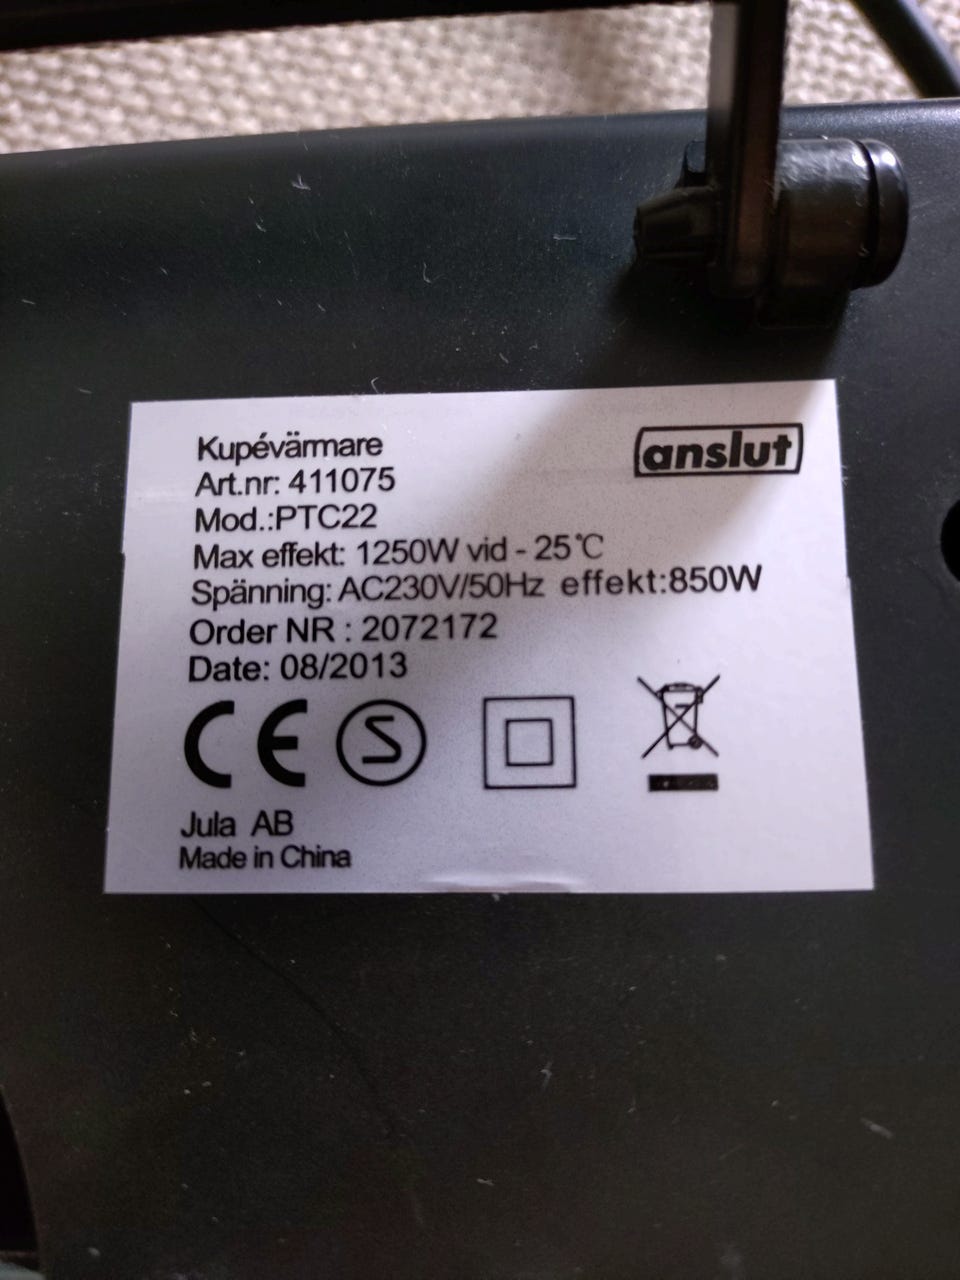 Kupévärmare
anslut
Art.nr: 411075
Mod.:PTC22
Max effekt: 1250W vid - 25℃
Spänning: AC230V/50Hz effekt:850W
Order NR : 2072172
Date: 08/2013
CE S
Jula AB
Made in China